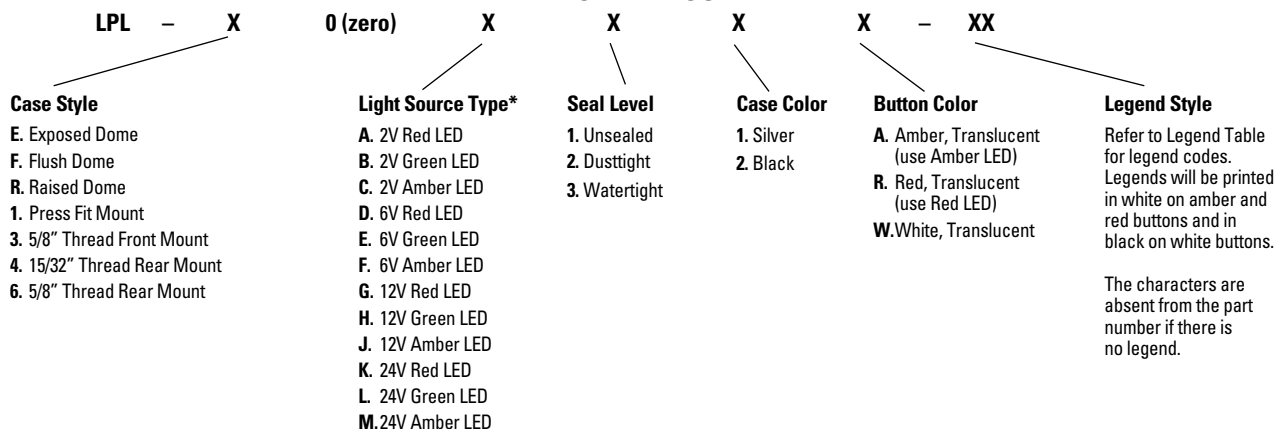 LPL – X 0 (zero) X X X X – XX
Case Style
E. Exposed Dome
F. Flush Dome
R. Raised Dome
1. Press Fit Mount
3. 5/8" Thread Front Mount
4. 15/32" Thread Rear Mount
6. 5/8" Thread Rear Mount
Light Source Type*
A. 2V Red LED
B. 2V Green LED
C. 2V Amber LED
D. 6V Red LED
E. 6V Green LED
F. 6V Amber LED
G. 12V Red LED
H. 12V Green LED
J. 12V Amber LED
K. 24V Red LED
L. 24V Green LED
M.24V Amber LED
Seal Level
1. Unsealed
2. Dusttight
3. Watertight
Case Color
1. Silver
2. Black
Button Color
A. Amber, Translucent
(use Amber LED)
R. Red, Translucent
(use Red LED)
W.White, Translucent
Legend Style
Refer to Legend Table
for legend codes.
Legends will be printed
in white on amber and
red buttons and in
black on white buttons.
The characters are
absent from the part
number if there is
no legend.